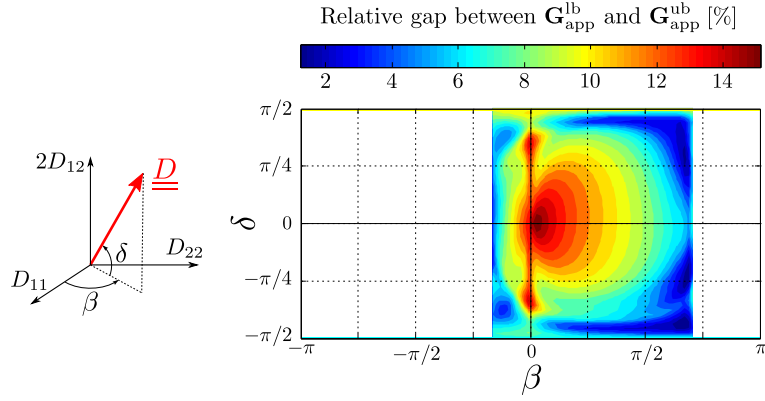 Relative gap between G^lb_app and G^ub_app [%]
2 4 6 8 10 12 14
2D₁₂
D
δ
D₂₂
D₁₁
β
π/2
π/4
0
−π/4
−π/2
δ
−π −π/2 0 π/2 π
β